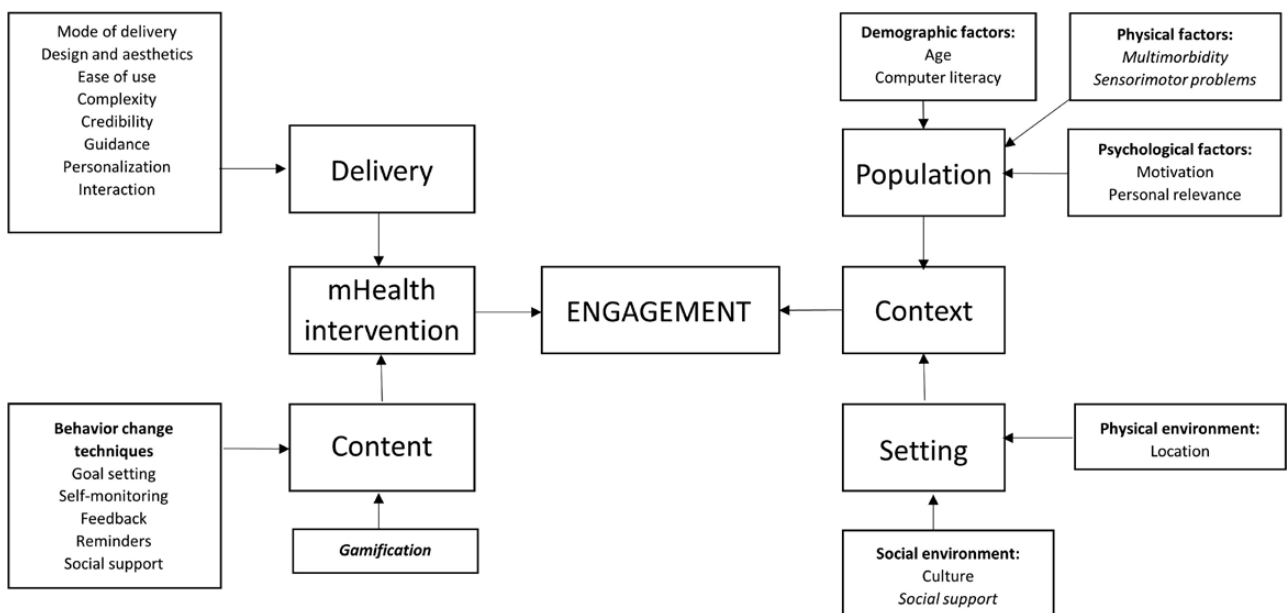 Mode of delivery
Design and aesthetics
Ease of use
Complexity
Credibility
Guidance
Personalization
Interaction
Delivery
mHealth
intervention
Behavior change
techniques
Goal setting
Self-monitoring
Feedback
Reminders
Social support
Content
Gamification
ENGAGEMENT
Demographic factors:
Age
Computer literacy
Physical factors:
Multimorbidity
Sensorimotor problems
Population
Psychological factors:
Motivation
Personal relevance
Context
Setting
Physical environment:
Location
Social environment:
Culture
Social support